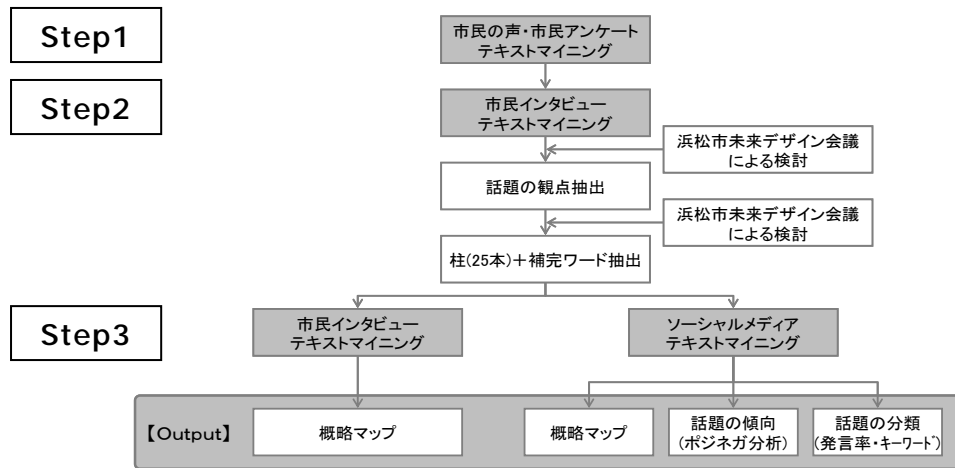 Step1
市民の声・市民アンケート
テキストマイニング
Step2
市民インタビュー
テキストマイニング
浜松市未来デザイン会議
による検討
話題の観点抽出
浜松市未来デザイン会議
による検討
柱(25本)+補完ワード抽出
Step3
市民インタビュー
テキストマイニング
ソーシャルメディア
テキストマイニング
【Output】
概略マップ
概略マップ
話題の傾向
(ポジネガ分析)
話題の分類
(発言率・キーワード)